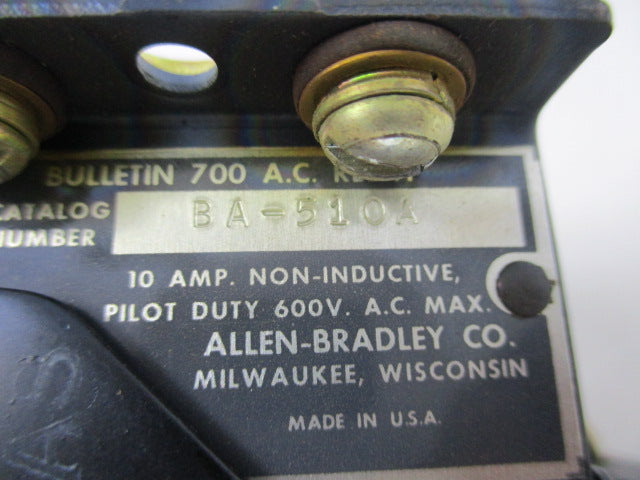 BULLETIN 700 A.C.
CATALOG NUMBER BA-510A
10 AMP. NON-INDUCTIVE,
PILOT DUTY 600V. A.C. MAX.
ALLEN-BRADLEY CO.
MILWAUKEE, WISCONSIN
MADE IN U.S.A.